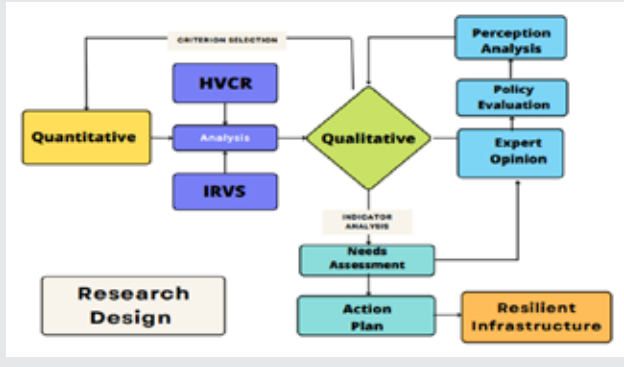 CRITERION SELECTION
Perception
Analysis
HVCR
Policy
Evaluation
Quantitative
Analysis
Qualitative
Expert
Opinion
IRVS
INDICATOR
ANALYSIS
Needs
Assessment
Research
Design
Action
Plan
Resilient
Infrastructure